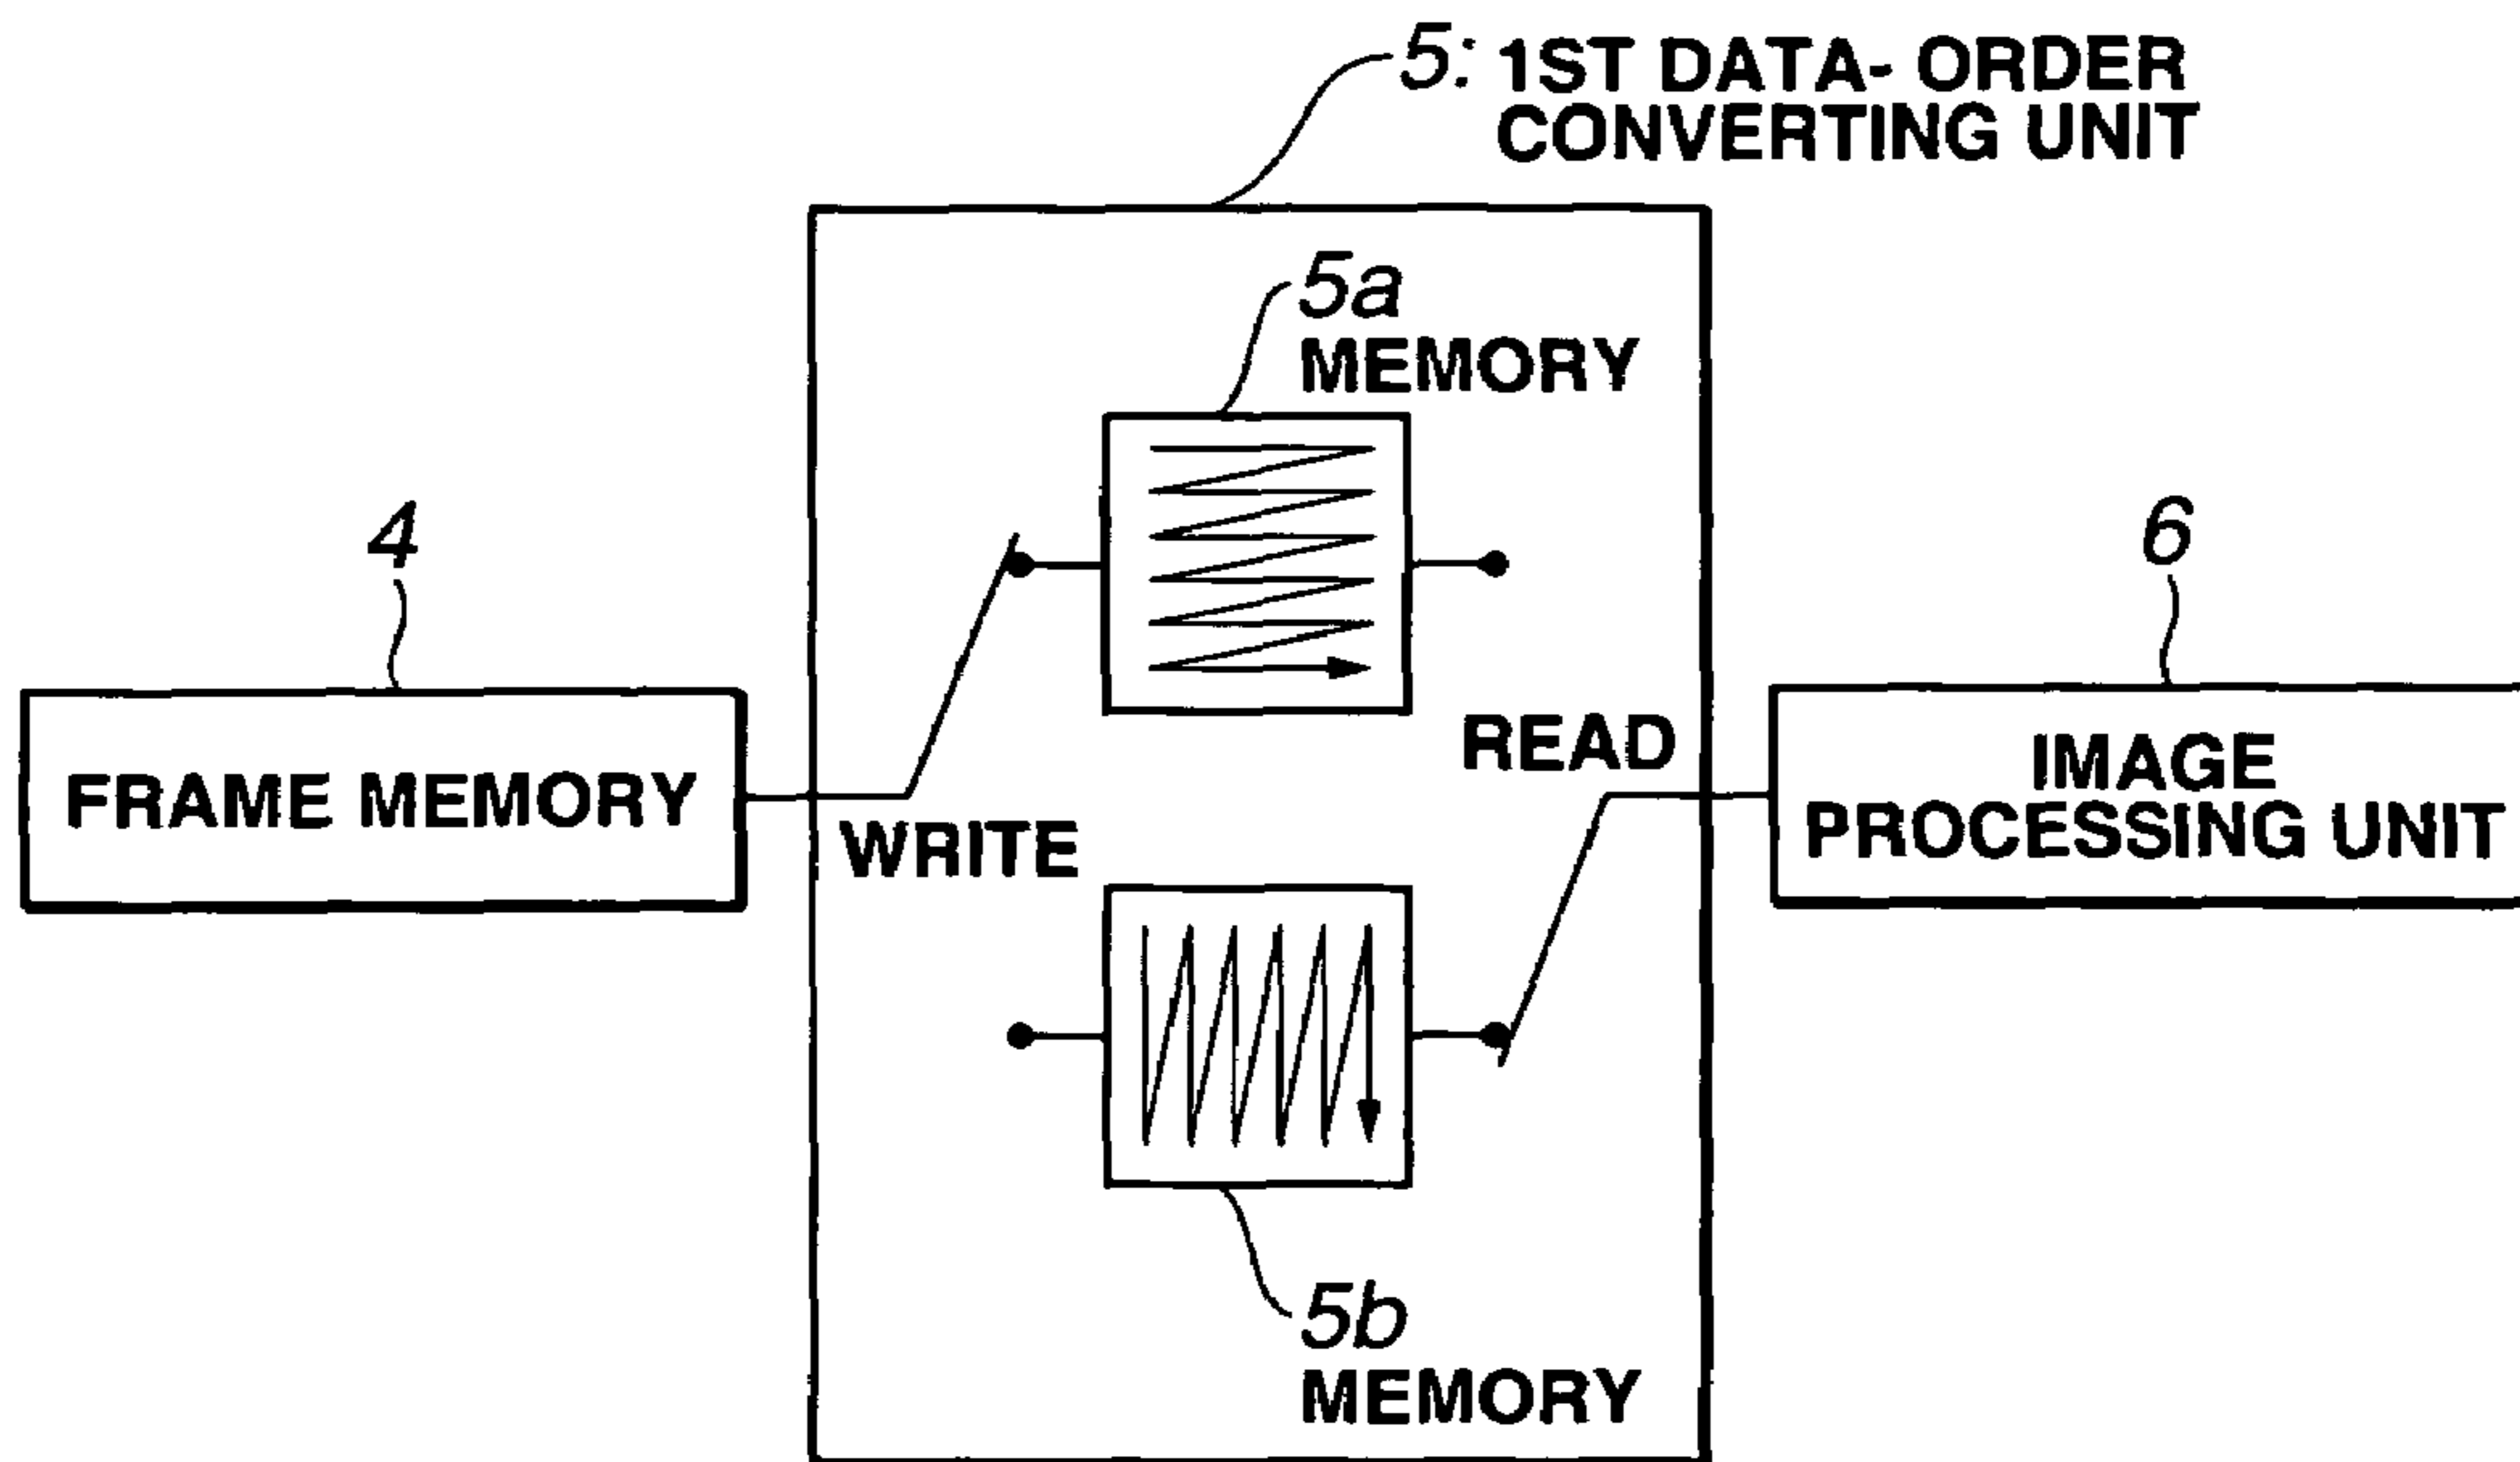 5: 1ST DATA- ORDER
CONVERTING UNIT
5a
MEMORY
4
6
READ
FRAME MEMORY
IMAGE
PROCESSING UNIT
WRITE
5b
MEMORY